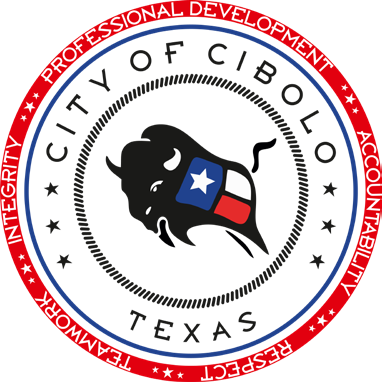 PROFESSIONAL DEVELOPMENT
ACCOUNTABILITY
RESPECT
TEAMWORK
INTEGRITY
CITY OF CIBOLO
TEXAS